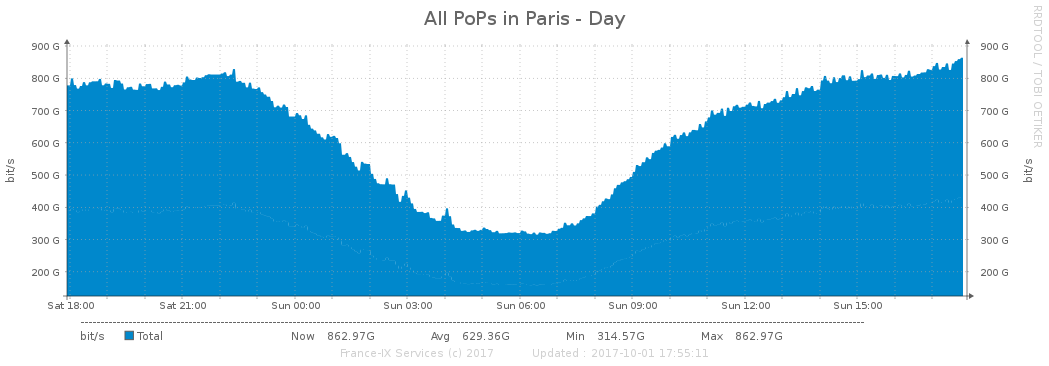 All PoPs in Paris - Day
RRDTOOL / TOBI OETIKER
900 G 900 G
800 G 800 G
700 G 700 G
600 G 600 G
500 G 500 G
400 G 400 G
300 G 300 G
200 G 200 G
bit/s
bit/s
Sat 18:00 Sat 21:00 Sun 00:00 Sun 03:00 Sun 06:00 Sun 09:00 Sun 12:00 Sun 15:00
bit/s Total Now 862.97G Avg 629.36G Min 314.57G Max 862.97G
France-IX Services (c) 2017 Updated : 2017-10-01 17:55:11